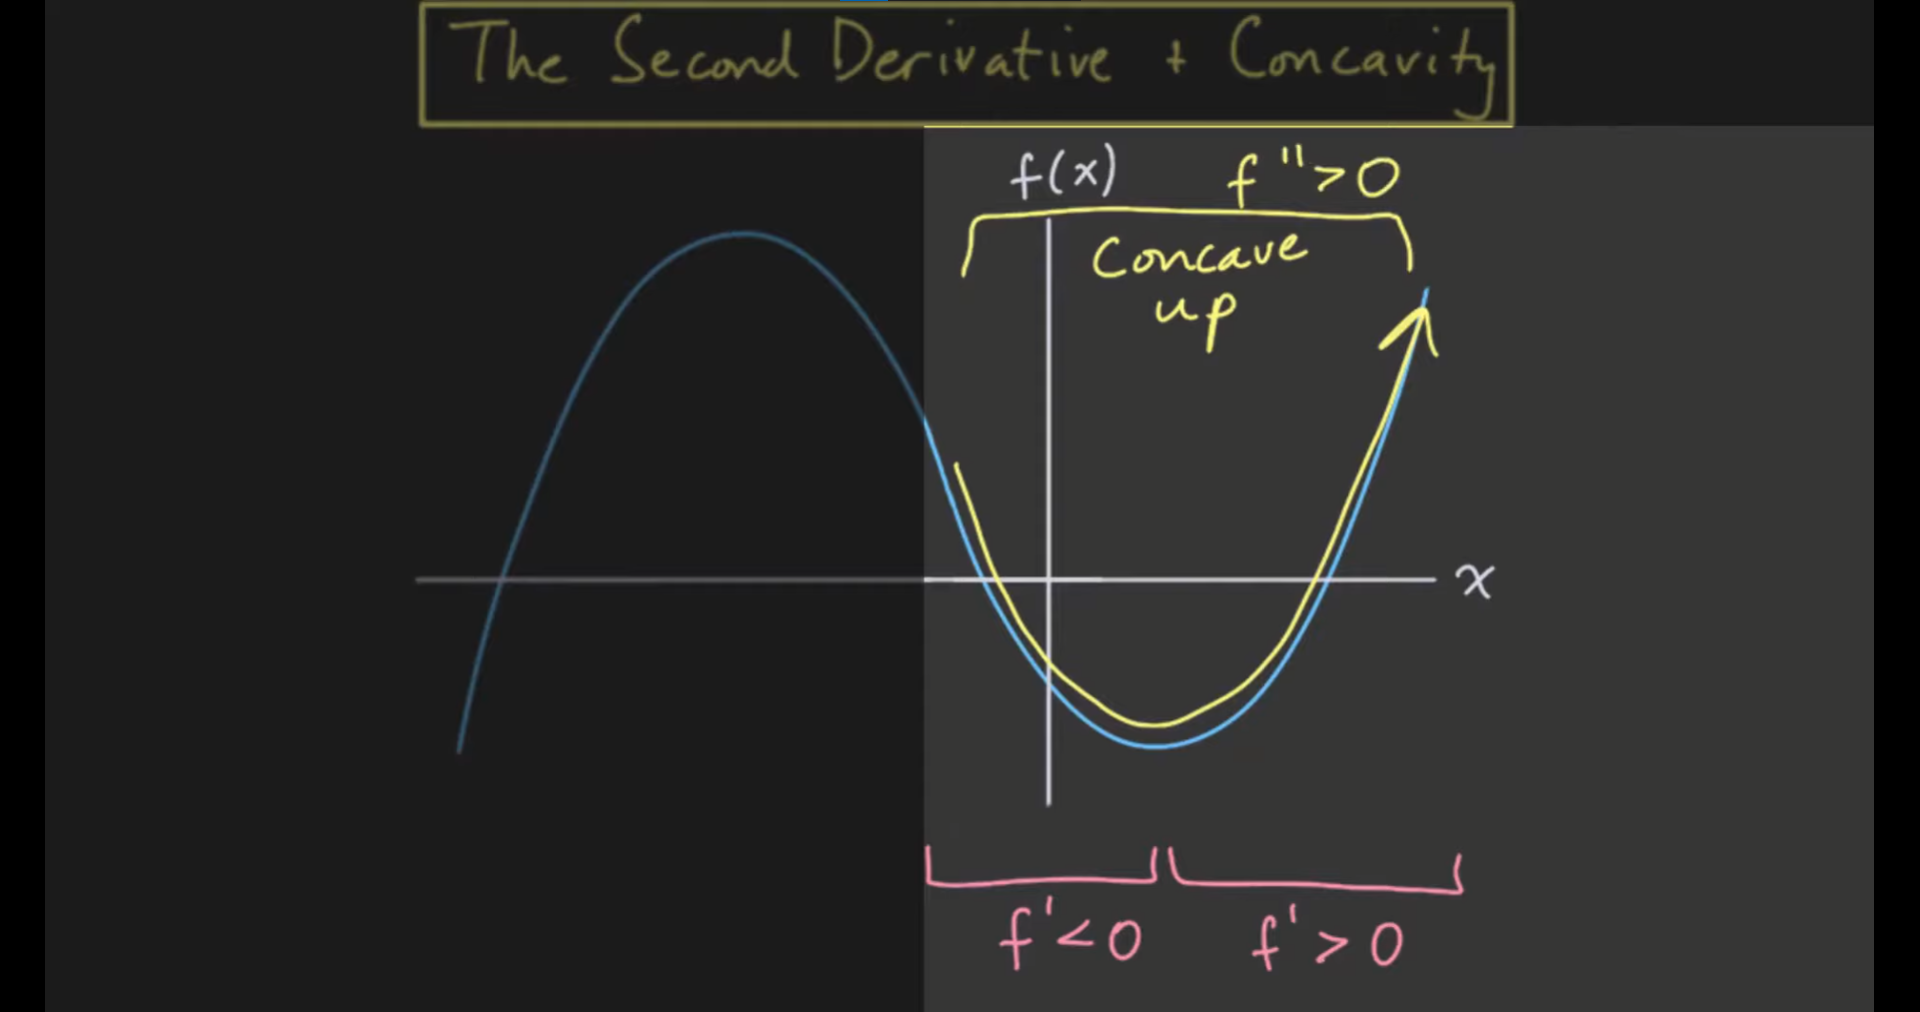 The Second Derivative + Concavity
f(x) f''>0
Concave
up
x
f'<0 f'>0